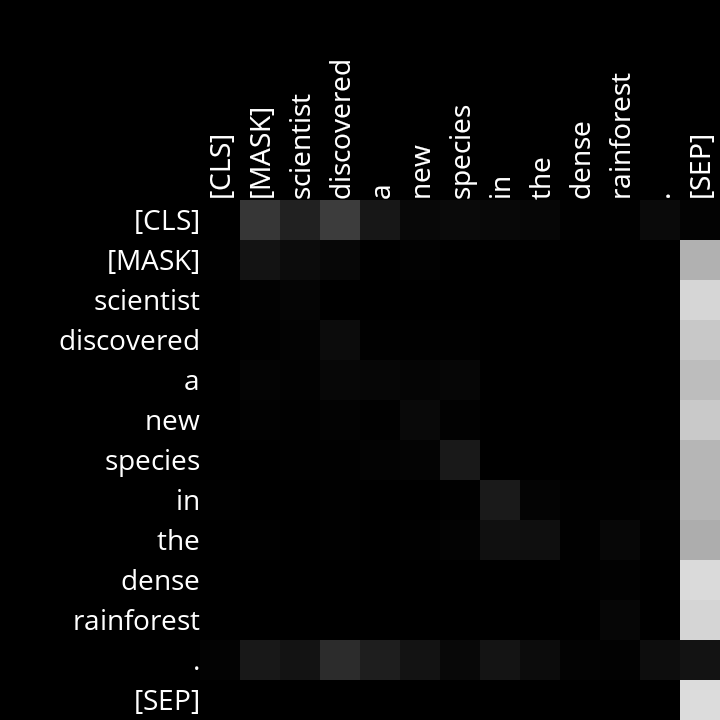 [CLS]
[MASK]
scientist
discovered
a
new
species
in
the
dense
rainforest
.
[SEP]
[CLS]
[MASK]
scientist
discovered
a
new
species
in
the
dense
rainforest
.
[SEP]